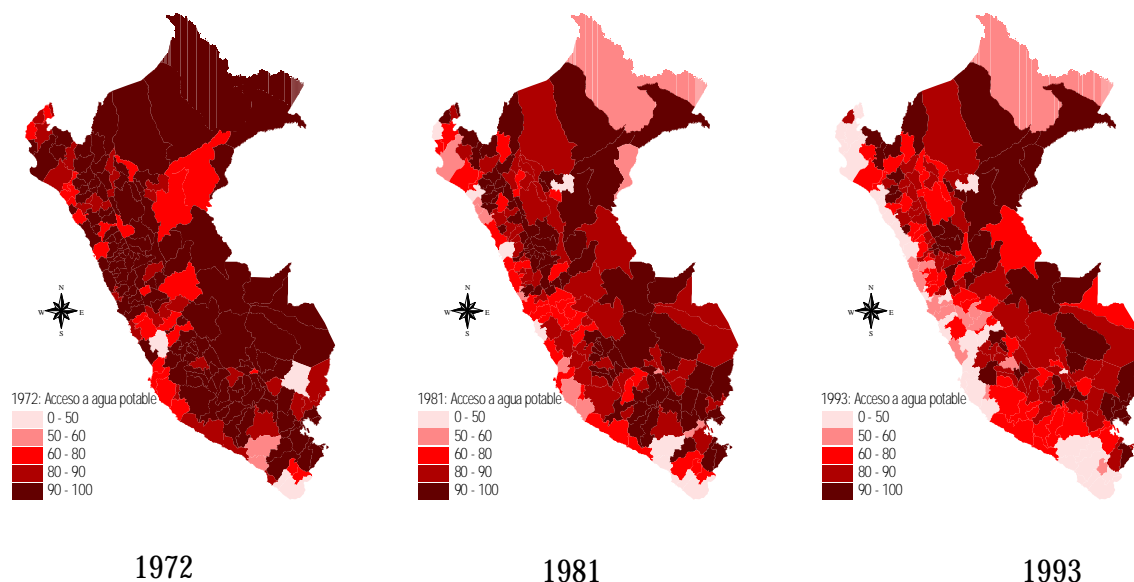 N
W E
S
1972: Acceso a agua potable
0 - 50
50 - 60
60 - 80
80 - 90
90 - 100
1972
N
W E
S
1981: Acceso a agua potable
0 - 50
50 - 60
60 - 80
80 - 90
90 - 100
1981
N
W E
S
1993: Acceso a agua potable
0 - 50
50 - 60
60 - 80
80 - 90
90 - 100
1993